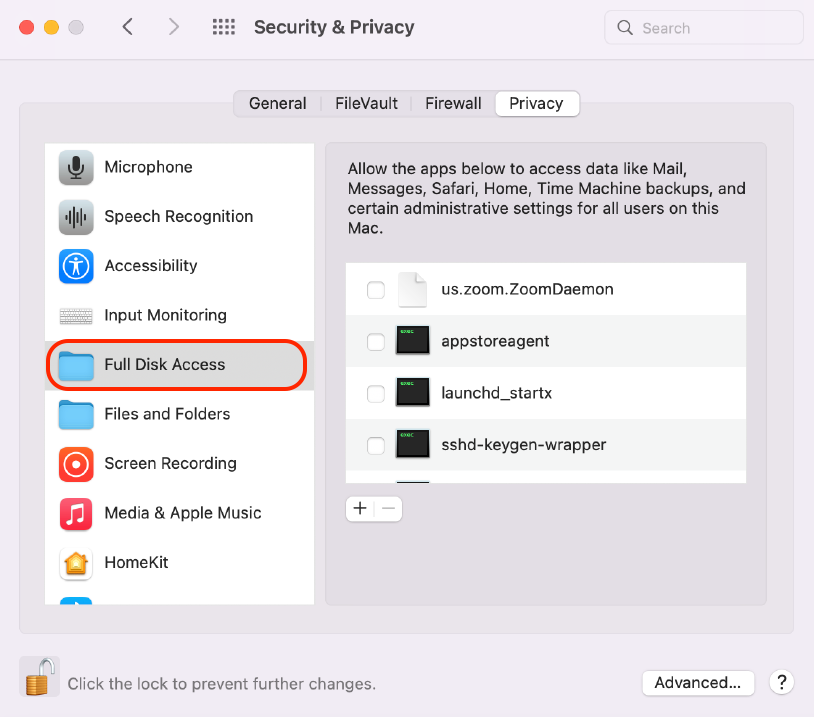 Security & Privacy
Search
General
FileVault
Firewall
Privacy
Microphone
Speech Recognition
Accessibility
Input Monitoring
Full Disk Access
Files and Folders
Screen Recording
Media & Apple Music
HomeKit
Allow the apps below to access data like Mail,
Messages, Safari, Home, Time Machine backups, and
certain administrative settings for all users on this
Mac.
us.zoom.ZoomDaemon
exec
appstoreagent
exec
launchd_startx
exec
sshd-keygen-wrapper
+
−
Click the lock to prevent further changes.
Advanced...
?